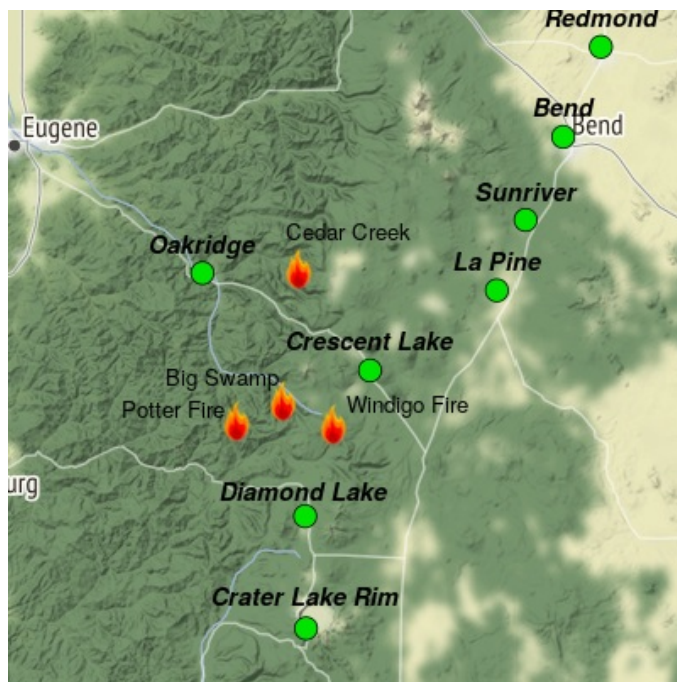 Redmond
Bend
Bend
Eugene
Sunriver
Cedar Creek
Oakridge
La Pine
Crescent Lake
Big Swamp
Potter Fire
Windigo Fire
urg
Diamond Lake
Crater Lake Rim